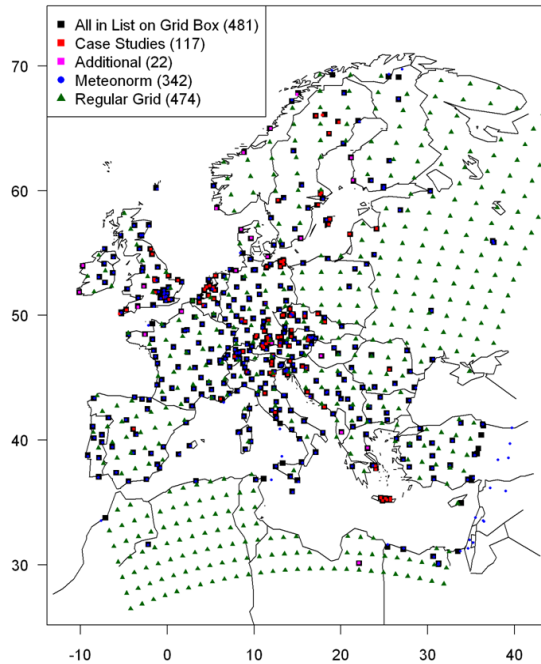 All in List on Grid Box (481)
Case Studies (117)
Additional (22)
Meteonorm (342)
Regular Grid (474)
70
60
50
40
30
-10 0 10 20 30 40